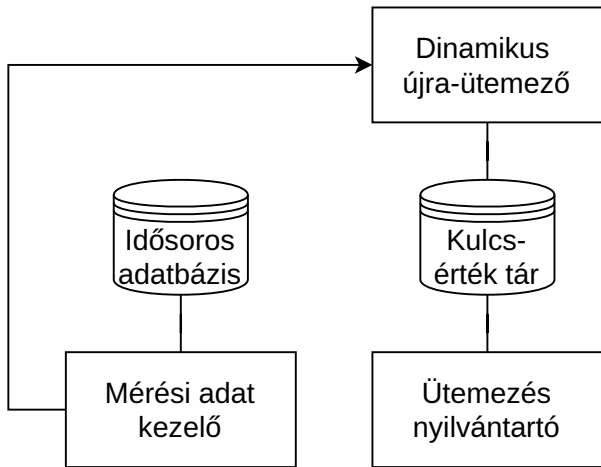 Dinamikus
újra-ütemező
Idősoros
adatbázis
Kulcs-
érték tár
Mérési adat
kezelő
Ütemezés
nyilvántartó